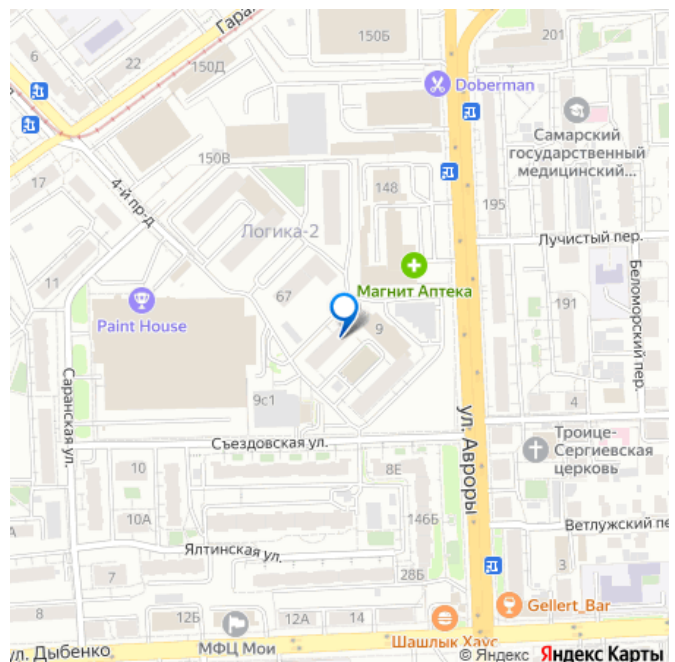 Гара
150Б
201
6
22
150Д
Doberman
Самарский
государственный
медицинский...
150В
4-й пр-д
17
148
195
Логика-2
Лучистый пер.
11
67
Магнит Аптека
191
Беломорский пер.
Paint House
9
Саранская ул.
9с1
4
ул. Авроры
Съездовская ул.
Троице-
Сергиевская
церковь
10
8Е
10А
146Б
Ветлужский пе
А
Ялтинская ул.
7
28Б
3
8
12Б
12А
14
Gellert_Bar
МФЦ Мои
Шашлык Хаус
ул. Дыбенко
© Яндекс Яндекс Карты